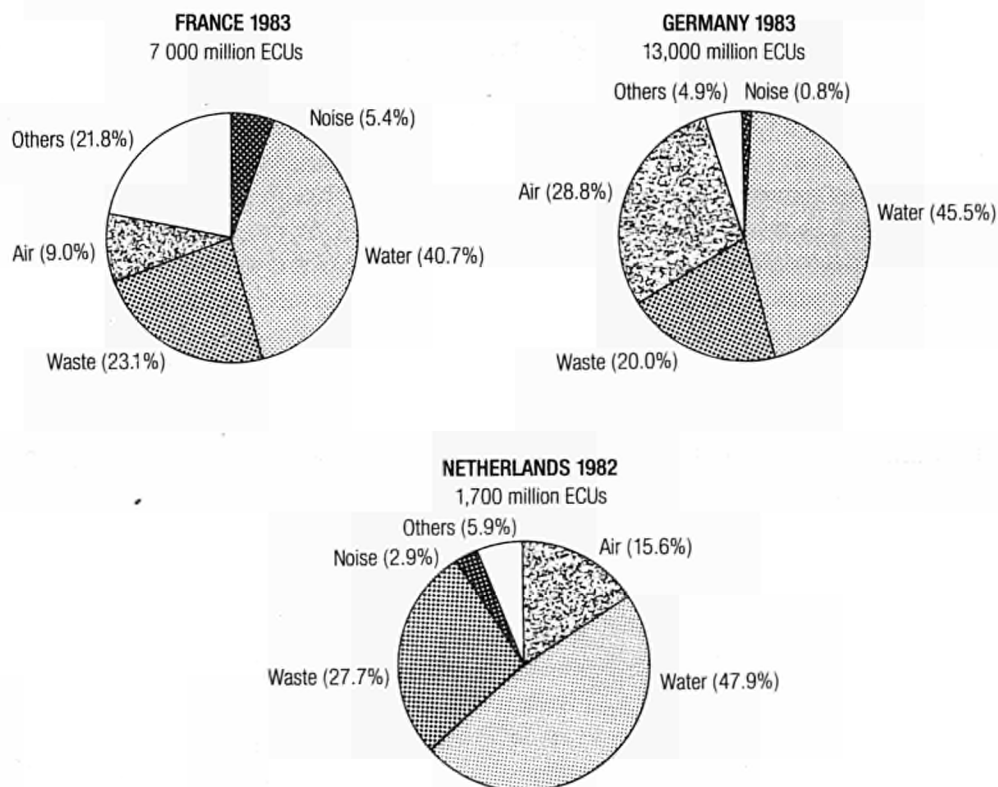 FRANCE 1983
7 000 million ECUs
Noise (5.4%)
Others (21.8%)
Air (9.0%)
Water (40.7%)
Waste (23.1%)
GERMANY 1983
13,000 million ECUs
Others (4.9%)
Noise (0.8%)
Air (28.8%)
Water (45.5%)
Waste (20.0%)
NETHERLANDS 1982
1,700 million ECUs
Others (5.9%)
Air (15.6%)
Noise (2.9%)
Waste (27.7%)
Water (47.9%)